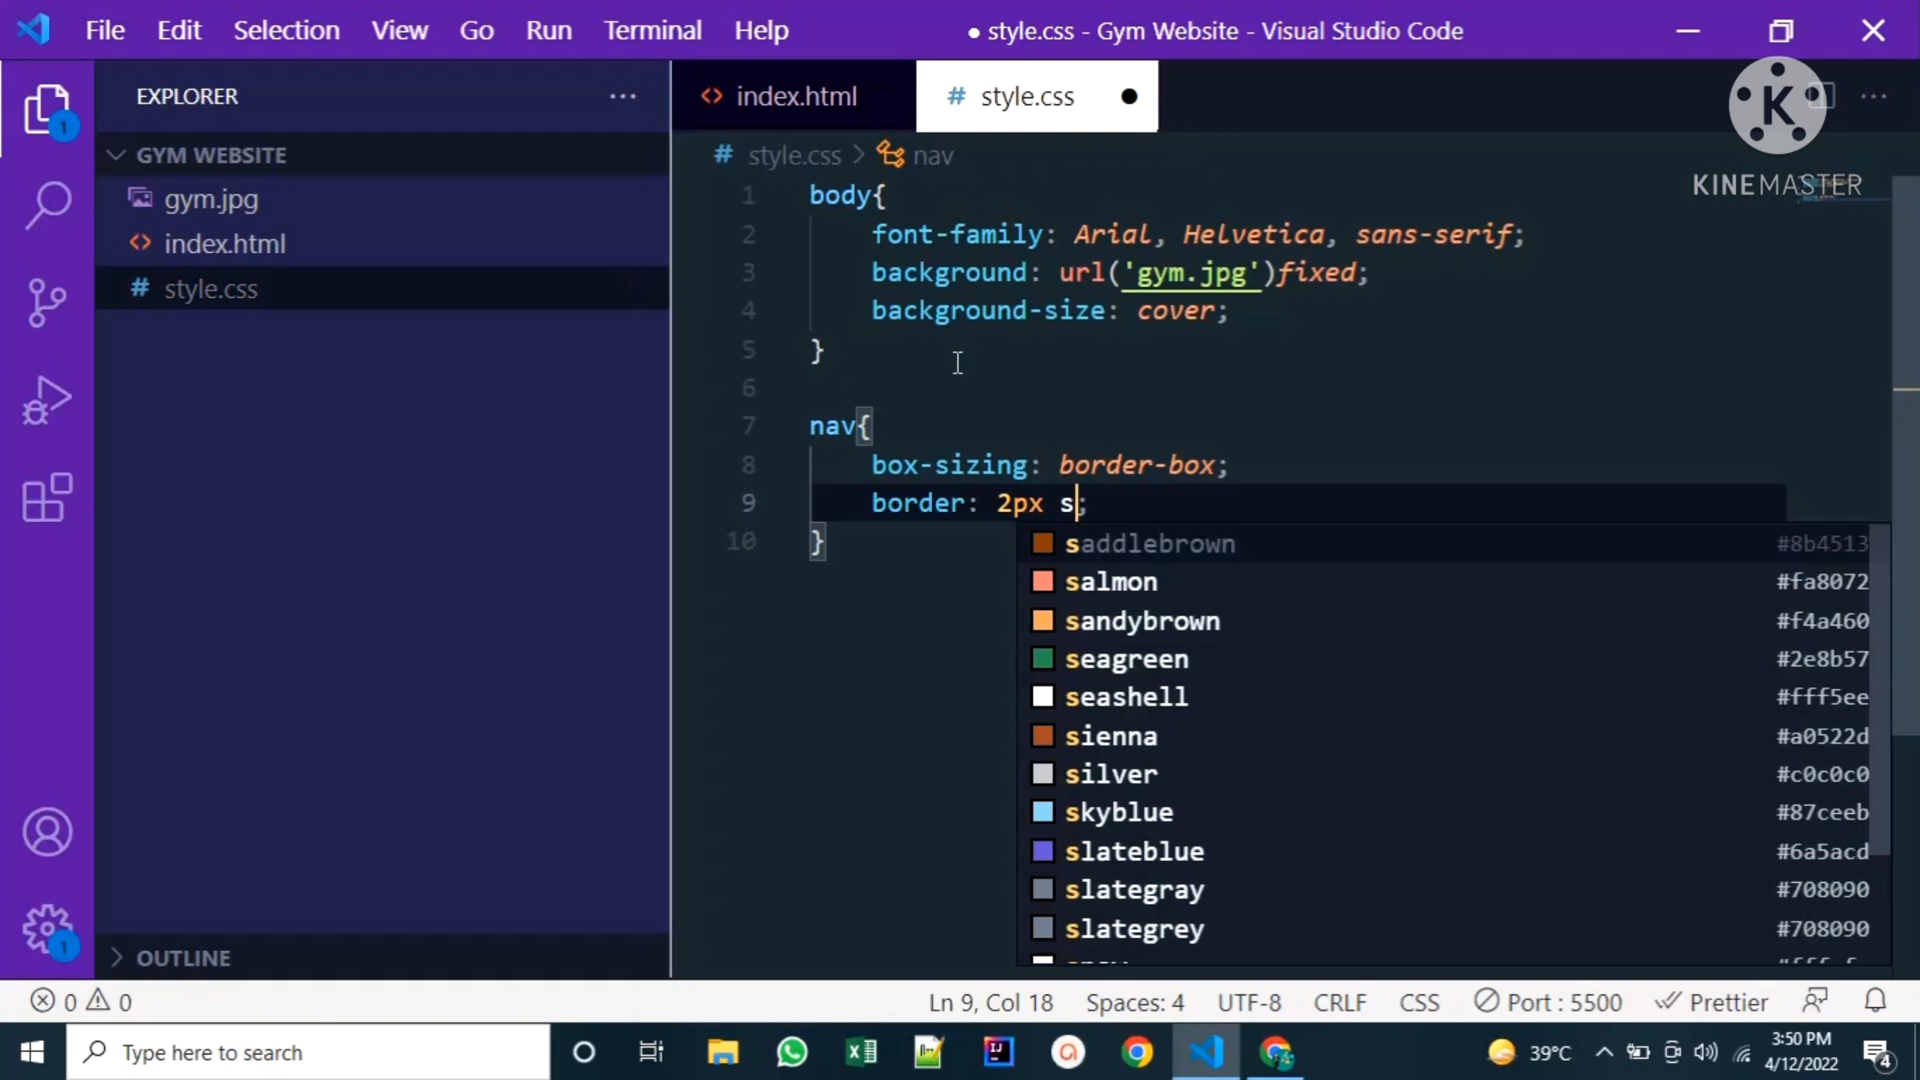 File Edit Selection View Go Run Terminal Help
● style.css - Gym Website - Visual Studio Code
EXPLORER
index.html
style.css
K
KINEMASTER
GYM WEBSITE
gym.jpg
index.html
style.css
OUTLINE
style.css > nav
1 body{
2 font-family: Arial, Helvetica, sans-serif;
3 background: url('gym.jpg')fixed;
4 background-size: cover;
5 }
6
7 nav{
8 box-sizing: border-box;
9 border: 2px s;
10 }
saddlebrown #8b4513
salmon #fa8072
sandybrown #f4a460
seagreen #2e8b57
seashell #fff5ee
sienna #a0522d
silver #c0c0c0
skyblue #87ceeb
slateblue #6a5acd
slategray #708090
slategrey #708090
1
1
0 0
Ln 9, Col 18 Spaces: 4 UTF-8 CRLF CSS Port : 5500 Prettier
Type here to search
39°C
3:50 PM
4/12/2022
4